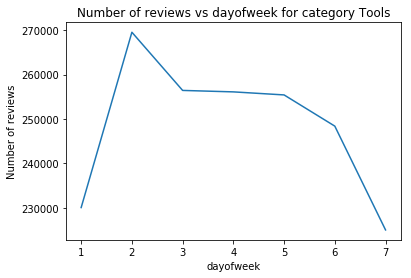 Number of reviews vs dayofweek for category Tools
Number of reviews
270000
260000
250000
240000
230000
1 2 3 4 5 6 7
dayofweek